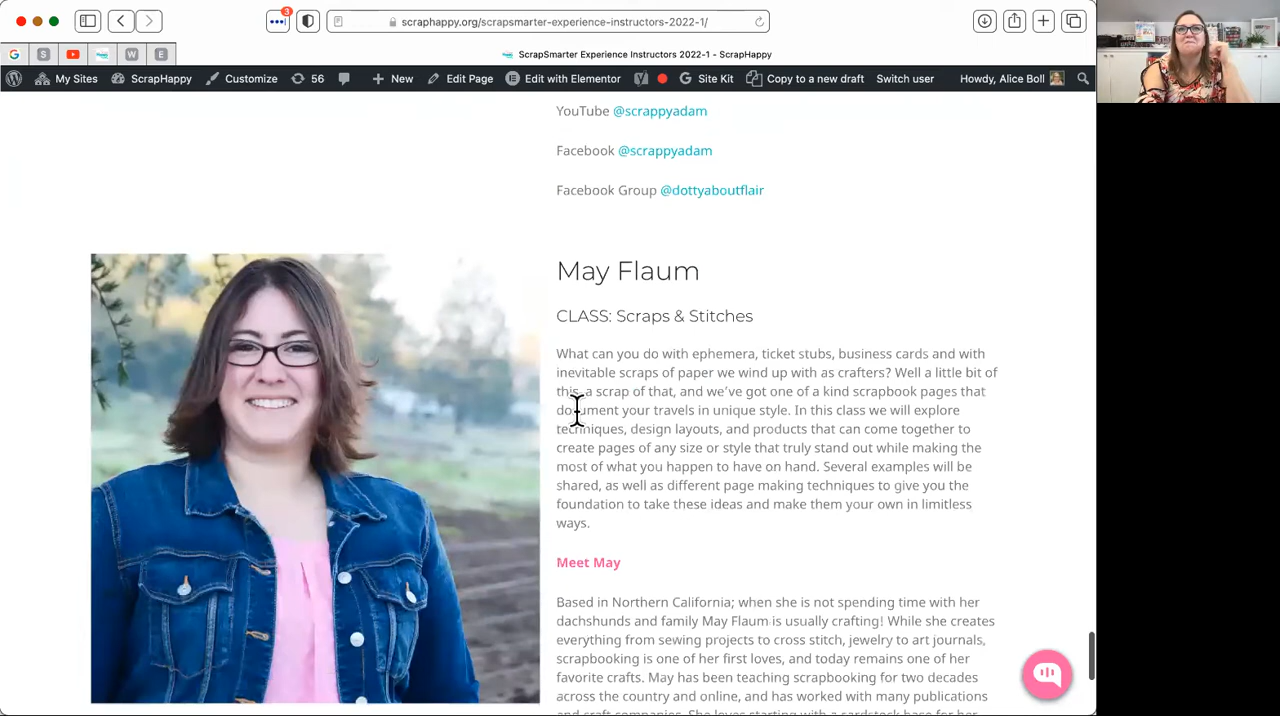 3
scraphappy.org/scrapsmarter-experience-instructors-2022-1/
G S W E
ScrapSmarter Experience Instructors 2022-1 - ScrapHappy
My Sites ScrapHappy Customize 56 New Edit Page Edit with Elementor Site Kit Copy to a new draft Switch user Howdy, Alice Boll
YouTube @scrappyadam
Facebook @scrappyadam
Facebook Group @dottyaboutflair
May Flaum
CLASS: Scraps & Stitches
What can you do with ephemera, ticket stubs, business cards and with
inevitable scraps of paper we wind up with as crafters? Well a little bit of
this, a scrap of that, and we've got one of a kind scrapbook pages that
document your travels in unique style. In this class we will explore
techniques, design layouts, and products that can come together to
create pages of any size or style that truly stand out while making the
most of what you happen to have on hand. Several examples will be
shared, as well as different page making techniques to give you the
foundation to take these ideas and make them your own in limitless
ways.
Meet May
Based in Northern California; when she is not spending time with her
dachshunds and family May Flaum is usually crafting! While she creates
everything from sewing projects to cross stitch, jewelry to art journals,
scrapbooking is one of her first loves, and today remains one of her
favorite crafts. May has been teaching scrapbooking for two decades
across the country and online, and has worked with many publications
and craft companies. She loves starting with a cardstock base for her